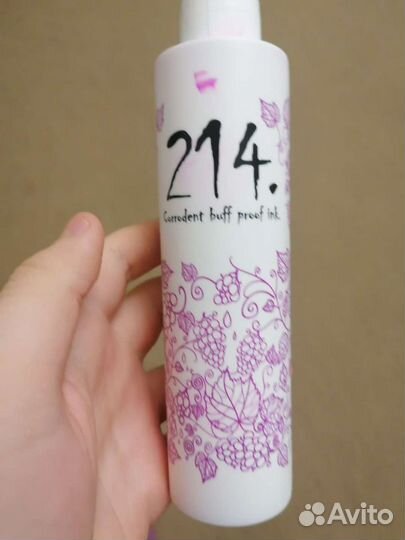 214.
Corrodent buff proof ink.
Avito